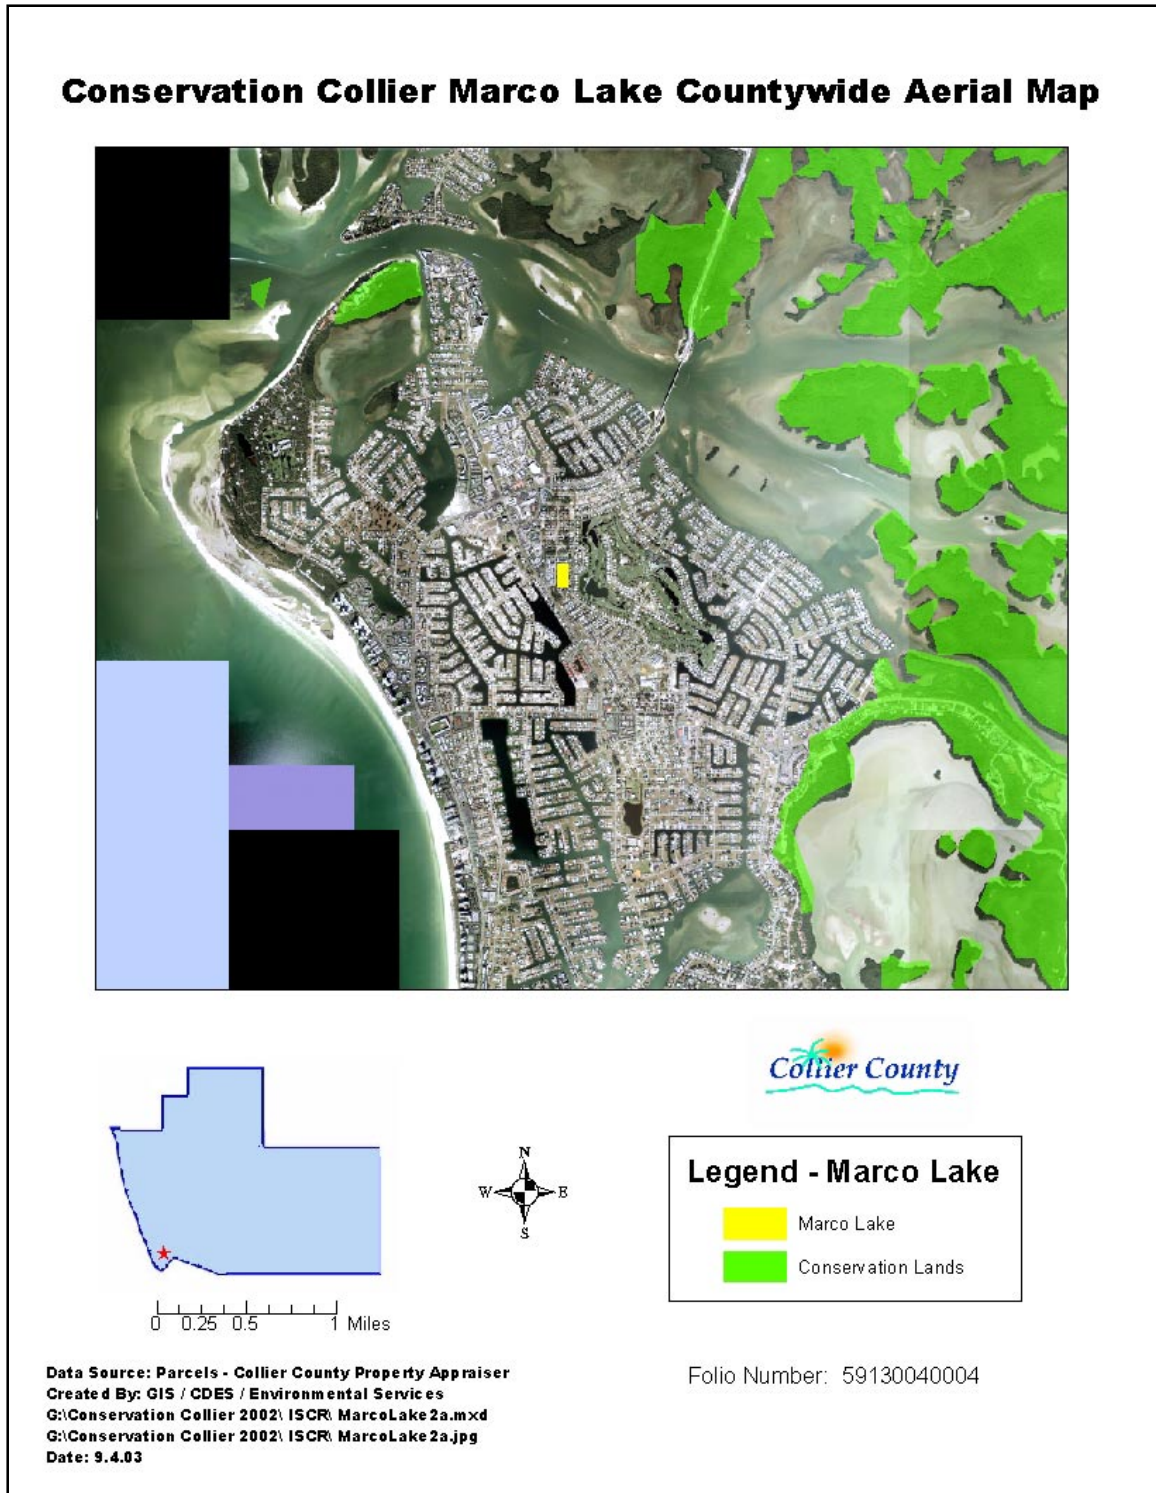 Conservation Collier Marco Lake Countywide Aerial Map
Collier County
N
W E
S
Legend - Marco Lake
Marco Lake
Conservation Lands
0 0.25 0.5 1 Miles
Data Source: Parcels - Collier County Property Appraiser
Created By: GIS / CDES / Environmental Services
G:\Conservation Collier 2002\ ISCR\ MarcoLake2a.mxd
G:\Conservation Collier 2002\ ISCR\ MarcoLake2a.jpg
Date: 9.4.03
Folio Number: 59130040004